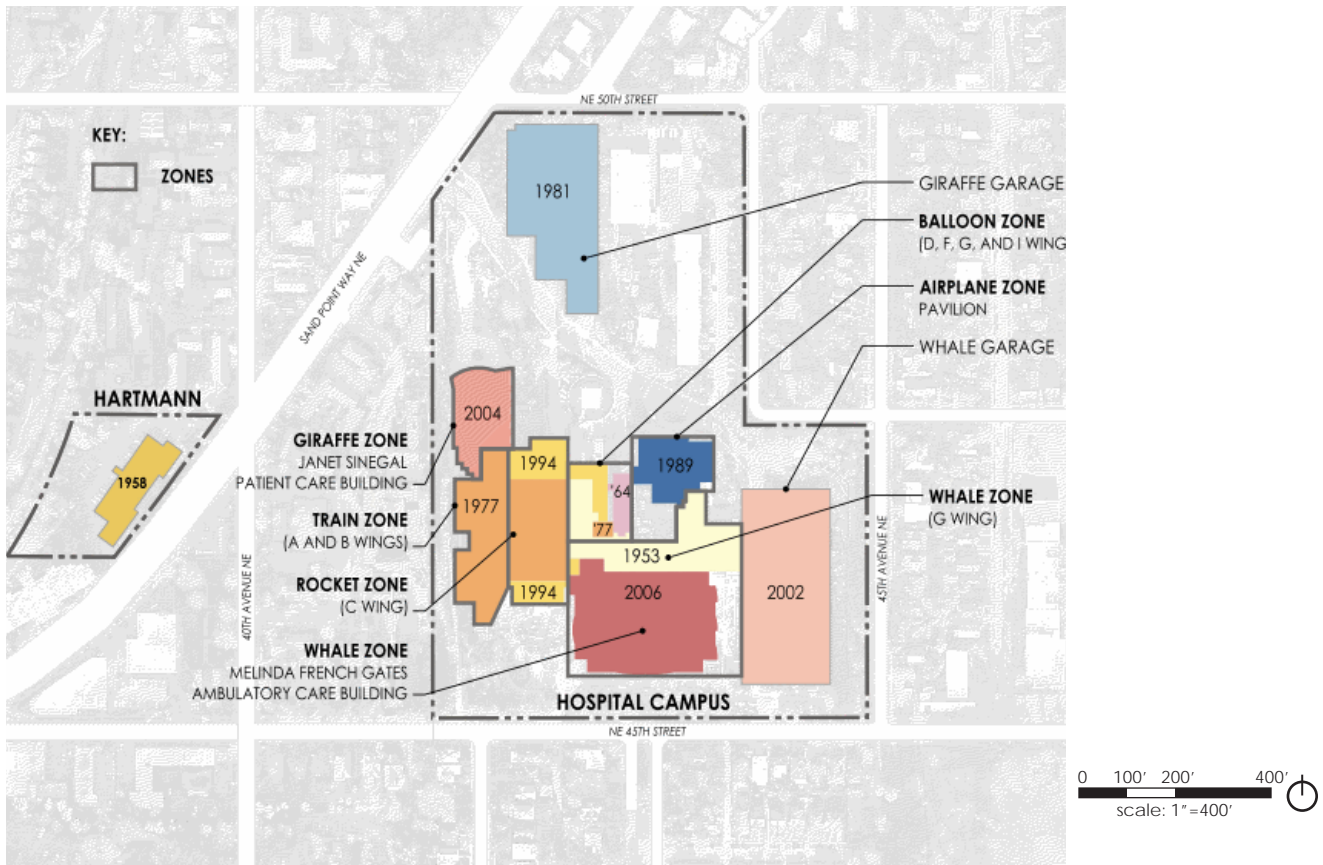 NE 50TH STREET
KEY:
ZONES
SAND POINT WAY NE
1981
GIRAFFE GARAGE
BALLOON ZONE
(D, F, G, AND I WING
AIRPLANE ZONE
PAVILION
WHALE GARAGE
HARTMANN
1958
GIRAFFE ZONE
JANET SINEGAL
PATIENT CARE BUILDING
2004
1994
1977
'64
'77
1989
WHALE ZONE
(G WING)
TRAIN ZONE
(A AND B WINGS)
1953
ROCKET ZONE
(C WING)
1994
2006
2002
40TH AVENUE NE
45TH AVENUE NE
WHALE ZONE
MELINDA FRENCH GATES
AMBULATORY CARE BUILDING
HOSPITAL CAMPUS
NE 45TH STREET
0 100' 200' 400'
scale: 1"=400'